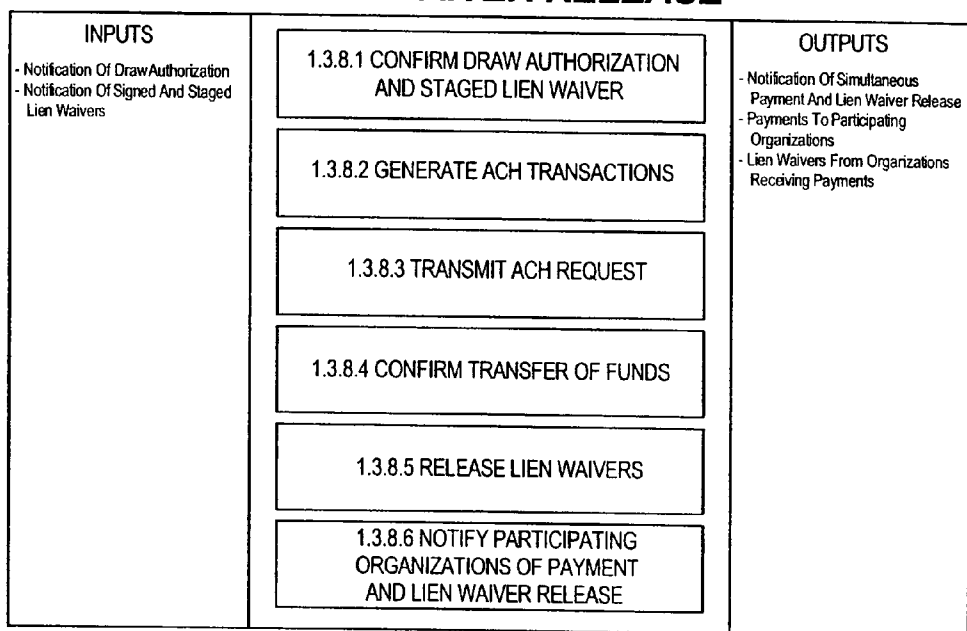 INPUTS
- Notification Of Draw Authorization
- Notification Of Signed And Staged
Lien Waivers
1.3.8.1 CONFIRM DRAW AUTHORIZATION
AND STAGED LIEN WAIVER
1.3.8.2 GENERATE ACH TRANSACTIONS
1.3.8.3 TRANSMIT ACH REQUEST
1.3.8.4 CONFIRM TRANSFER OF FUNDS
1.3.8.5 RELEASE LIEN WAIVERS
1.3.8.6 NOTIFY PARTICIPATING
ORGANIZATIONS OF PAYMENT
AND LIEN WAIVER RELEASE
OUTPUTS
- Notification Of Simultaneous
Payment And Lien Waiver Release
- Payments To Participating
Organizations
- Lien Waivers From Organizations
Receiving Payments